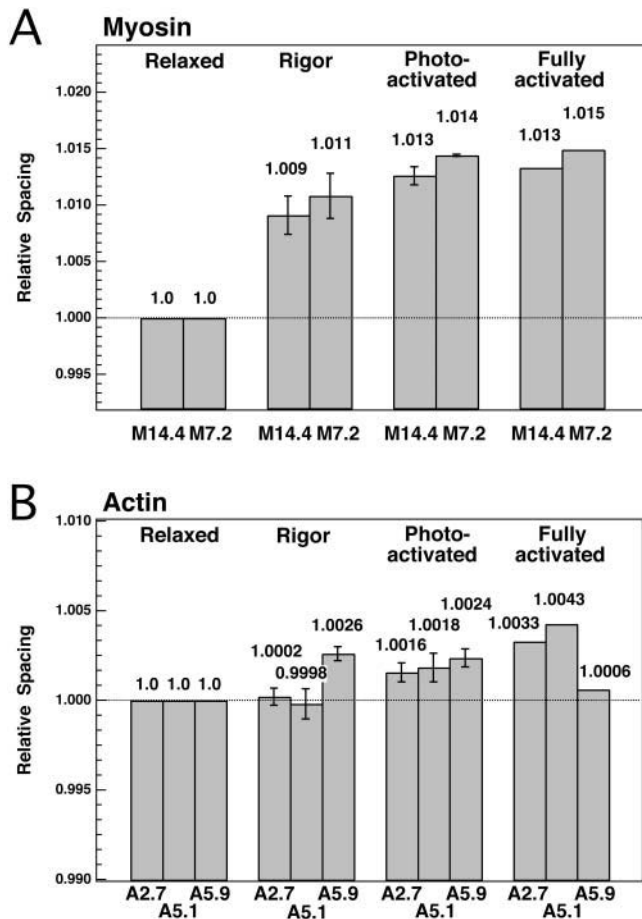 A
Myosin
Relaxed Rigor Photo- Fully
activated activated
1.020
1.015
1.010
1.005
1.000
0.995
Relative Spacing
1.0 1.0
1.009 1.011
1.013 1.014
1.013 1.015
M14.4 M7.2 M14.4 M7.2 M14.4 M7.2 M14.4 M7.2
B
Actin
Relaxed Rigor Photo- Fully
activated activated
1.010
1.005
1.000
0.995
0.990
Relative Spacing
1.0 1.0 1.0
1.0002 0.9998 1.0026
1.0016 1.0018 1.0024
1.0033 1.0043 1.0006
A2.7 A5.9 A2.7 A5.9 A2.7 A5.9 A2.7 A5.9
A5.1 A5.1 A5.1 A5.1